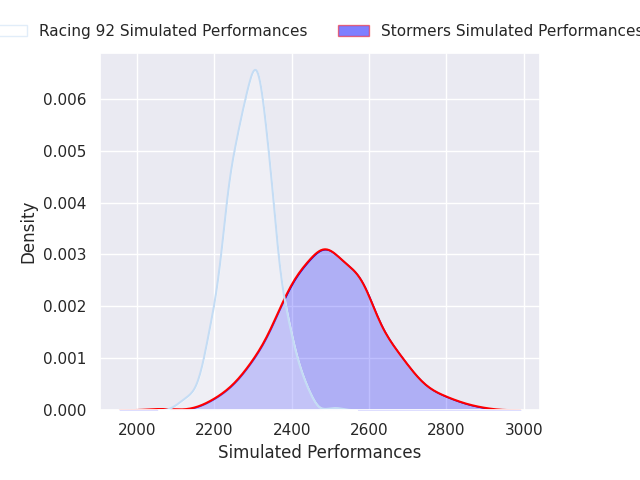 Racing 92 Simulated Performances
Stormers Simulated Performances
0.006
0.005
0.004
0.003
0.002
0.001
0.000
Density
2000 2200 2400 2600 2800 3000
Simulated Performances